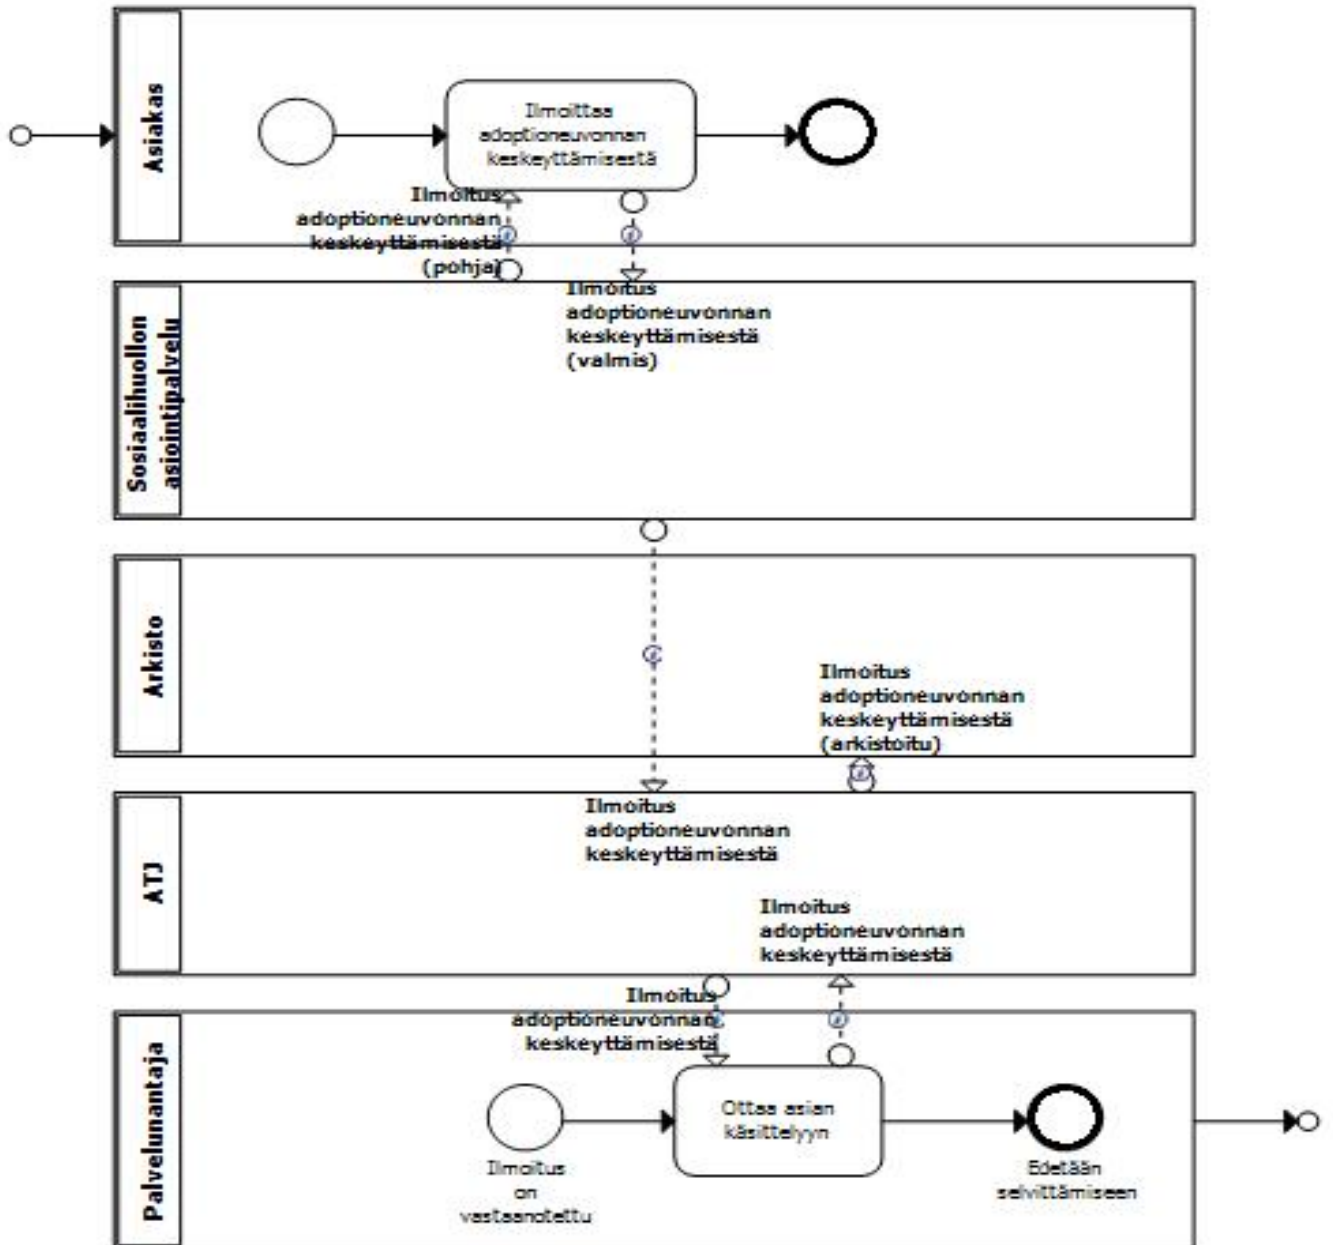 Asiakas
Ilmoittaa
adoptioneuvonnan
keskeyttämisestä
Ilmoitus
adoptioneuvonnan
keskeyttämisestä
(pohja)
Sosiaalihuollon
asiointipalvelu
Ilmoitus
adoptioneuvonnan
keskeyttämisestä
(valmis)
Arkisto
Ilmoitus
adoptioneuvonnan
keskeyttämisestä
(arkistoitu)
ATJ
Ilmoitus
adoptioneuvonnan
keskeyttämisestä
Ilmoitus
adoptioneuvonnan
keskeyttämisestä
Ilmoitus
adoptioneuvonnan
keskeyttämisestä
Palvelunantaja
Ottaa asian
käsittelyyn
Ilmoitus
on
vastaanotettu
Edetään
selvittämiseen